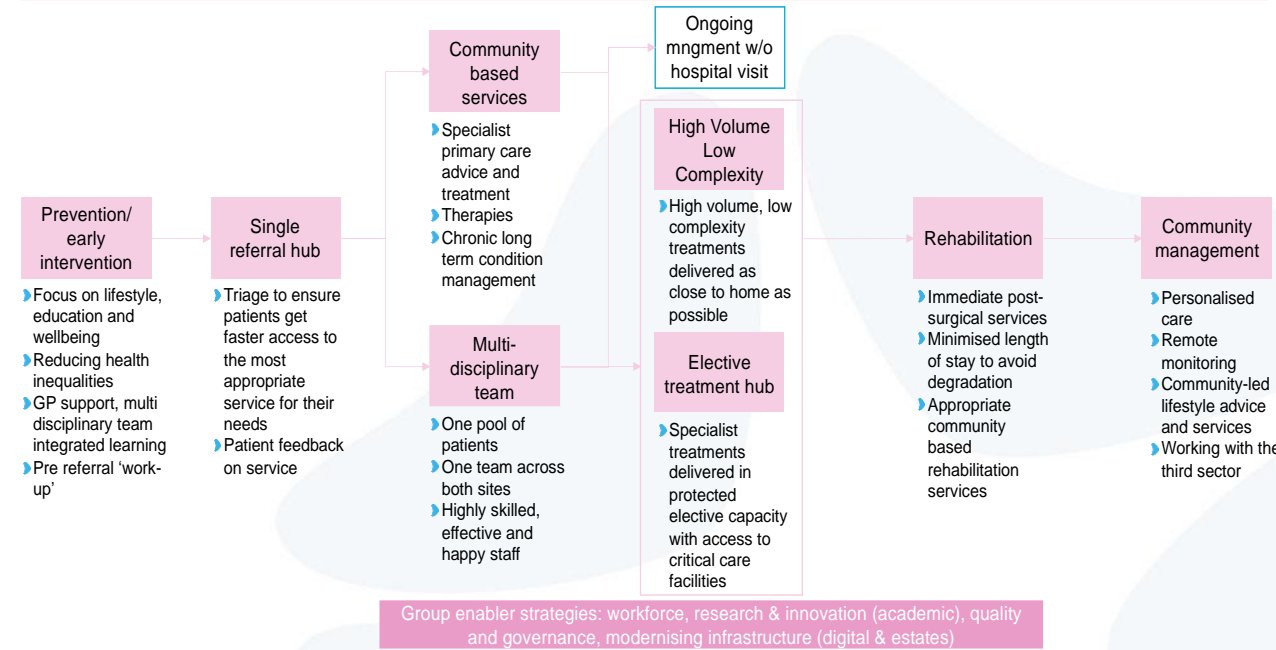 Prevention/
early
intervention
Focus on lifestyle,
education and
wellbeing
Reducing health
inequalities
GP support, multi
disciplinary team
integrated learning
Pre referral ‘work-
up’
Single
referral hub
Triage to ensure
patients get
faster access to
the most
appropriate
service for their
needs
Patient feedback
on service
Community
based
services
Specialist
primary care
advice and
treatment
Therapies
Chronic long
term condition
management
Multi-
disciplinary
team
One pool of
patients
One team across
both sites
Highly skilled,
effective and
happy staff
Ongoing
mngment w/o
hospital visit
High Volume
Low
Complexity
High volume, low
complexity
treatments
delivered as
close to home as
possible
Elective
treatment hub
Specialist
treatments
delivered in
protected
elective capacity
with access to
critical care
facilities
Rehabilitation
Immediate post-
surgical services
Minimised length
of stay to avoid
degradation
Appropriate
community
based
rehabilitation
services
Community
management
Personalised
care
Remote
monitoring
Community-led
lifestyle advice
and services
Working with the
third sector
Group enabler strategies: workforce, research & innovation (academic), quality
and governance, modernising infrastructure (digital & estates)